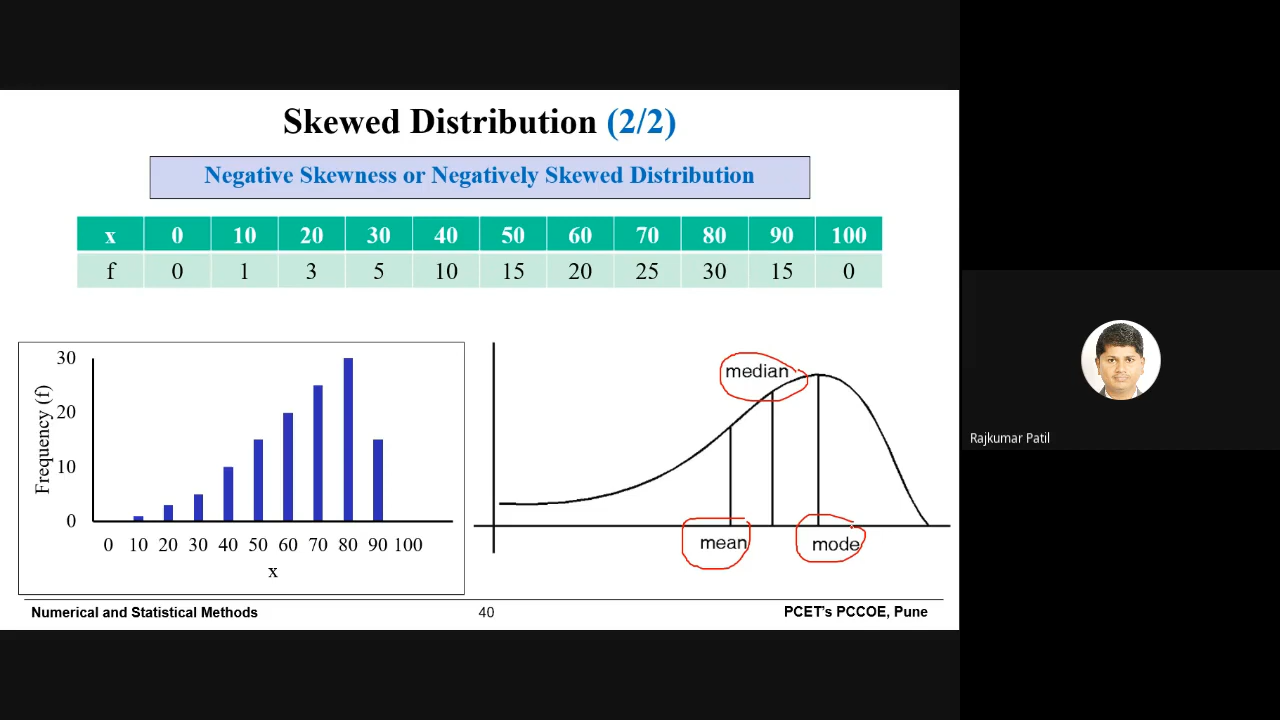 Skewed Distribution (2/2)
Negative Skewness or Negatively Skewed Distribution
x 0 10 20 30 40 50 60 70 80 90 100
f 0 1 3 5 10 15 20 25 30 15 0
30
20
10
0
Frequency (f)
0 10 20 30 40 50 60 70 80 90 100
x
median
mean
mode
Numerical and Statistical Methods
40
PCET's PCCOE, Pune
Rajkumar Patil